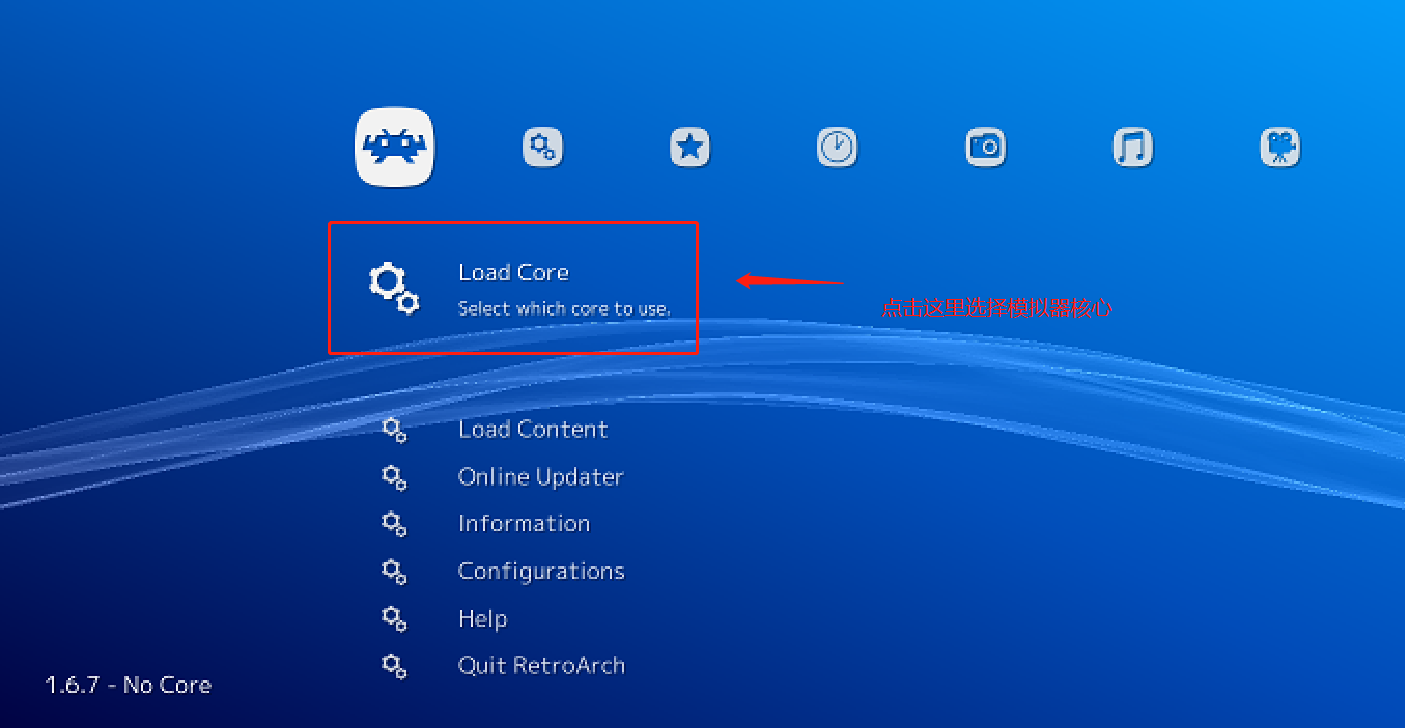 Load Core
Select which core to use.
点击这里选择模拟器核心
Load Content
Online Updater
Information
Configurations
Help
Quit RetroArch
1.6.7 - No Core